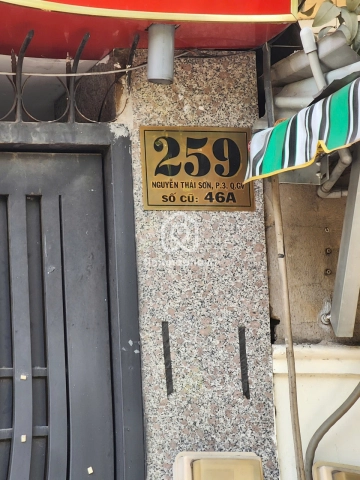 259
NGUYỄN THÁI SƠN, P.3. Q.GV
SỐ CŨ: 46A